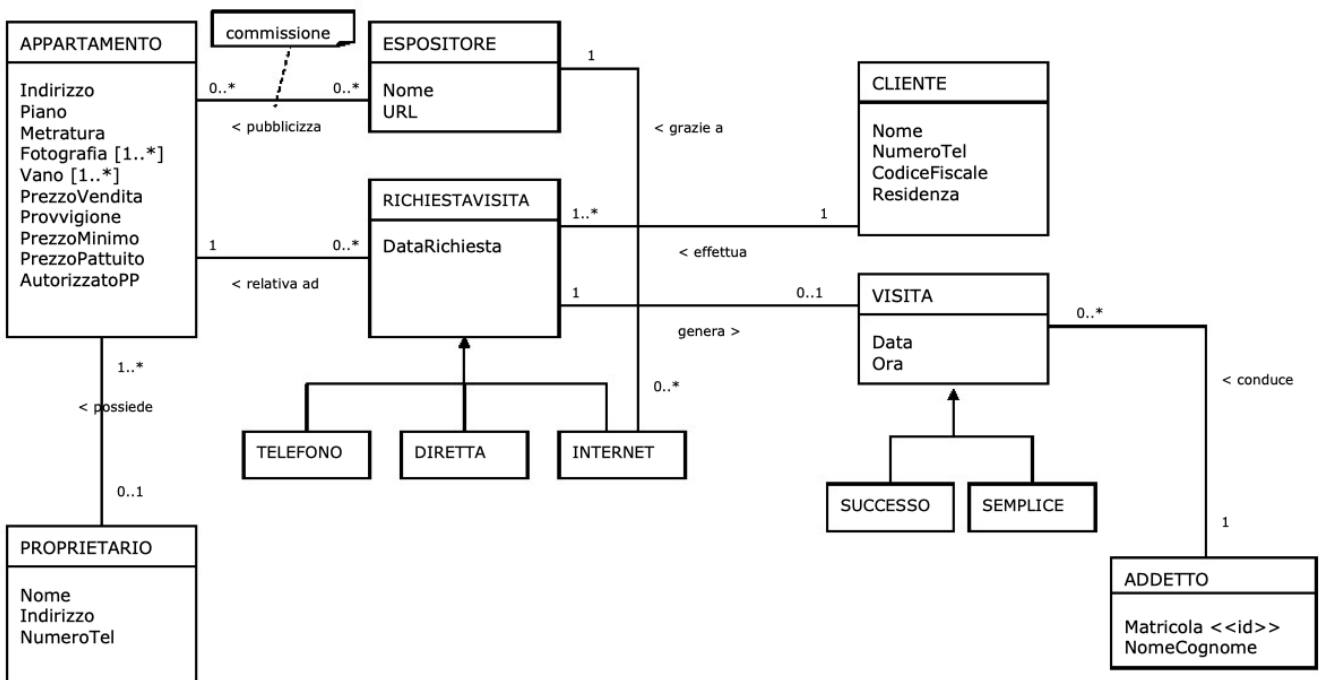 APPARTAMENTO
Indirizzo
Piano
Metratura
Fotografia [1..*]
Vano [1..*]
PrezzoVendita
Provvigione
PrezzoMinimo
PrezzoPattuito
AutorizzatoPP
commissione
0..*
0..*
< pubblicizza
ESPOSITORE
Nome
URL
1
< grazie a
0..*
CLIENTE
Nome
NumeroTel
CodiceFiscale
Residenza
RICHIESTAVISITA
DataRichiesta
1
0..*
< relativa ad
1..*
1
< effettua
1
0..1
genera >
VISITA
Data
Ora
0..*
< conduce
1
1..*
< possiede
0..1
TELEFONO
DIRETTA
INTERNET
SUCCESSO
SEMPLICE
PROPRIETARIO
Nome
Indirizzo
NumeroTel
ADDETTO
Matricola <<id>>
NomeCognome